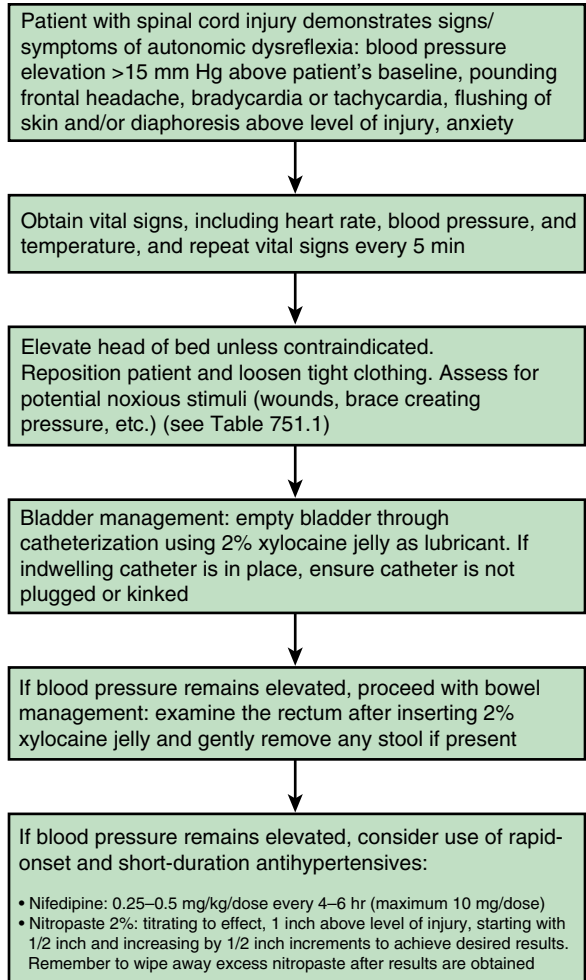 Patient with spinal cord injury demonstrates signs/
symptoms of autonomic dysreflexia: blood pressure
elevation >15 mm Hg above patient's baseline, pounding
frontal headache, bradycardia or tachycardia, flushing of
skin and/or diaphoresis above level of injury, anxiety
Obtain vital signs, including heart rate, blood pressure, and
temperature, and repeat vital signs every 5 min
Elevate head of bed unless contraindicated.
Reposition patient and loosen tight clothing. Assess for
potential noxious stimuli (wounds, brace creating
pressure, etc.) (see Table 751.1)
Bladder management: empty bladder through
catheterization using 2% xylocaine jelly as lubricant. If
indwelling catheter is in place, ensure catheter is not
plugged or kinked
If blood pressure remains elevated, proceed with bowel
management: examine the rectum after inserting 2%
xylocaine jelly and gently remove any stool if present
If blood pressure remains elevated, consider use of rapid-
onset and short-duration antihypertensives:
• Nifedipine: 0.25–0.5 mg/kg/dose every 4–6 hr (maximum 10 mg/dose)
• Nitropaste 2%: titrating to effect, 1 inch above level of injury, starting with
1/2 inch and increasing by 1/2 inch increments to achieve desired results.
Remember to wipe away excess nitropaste after results are obtained